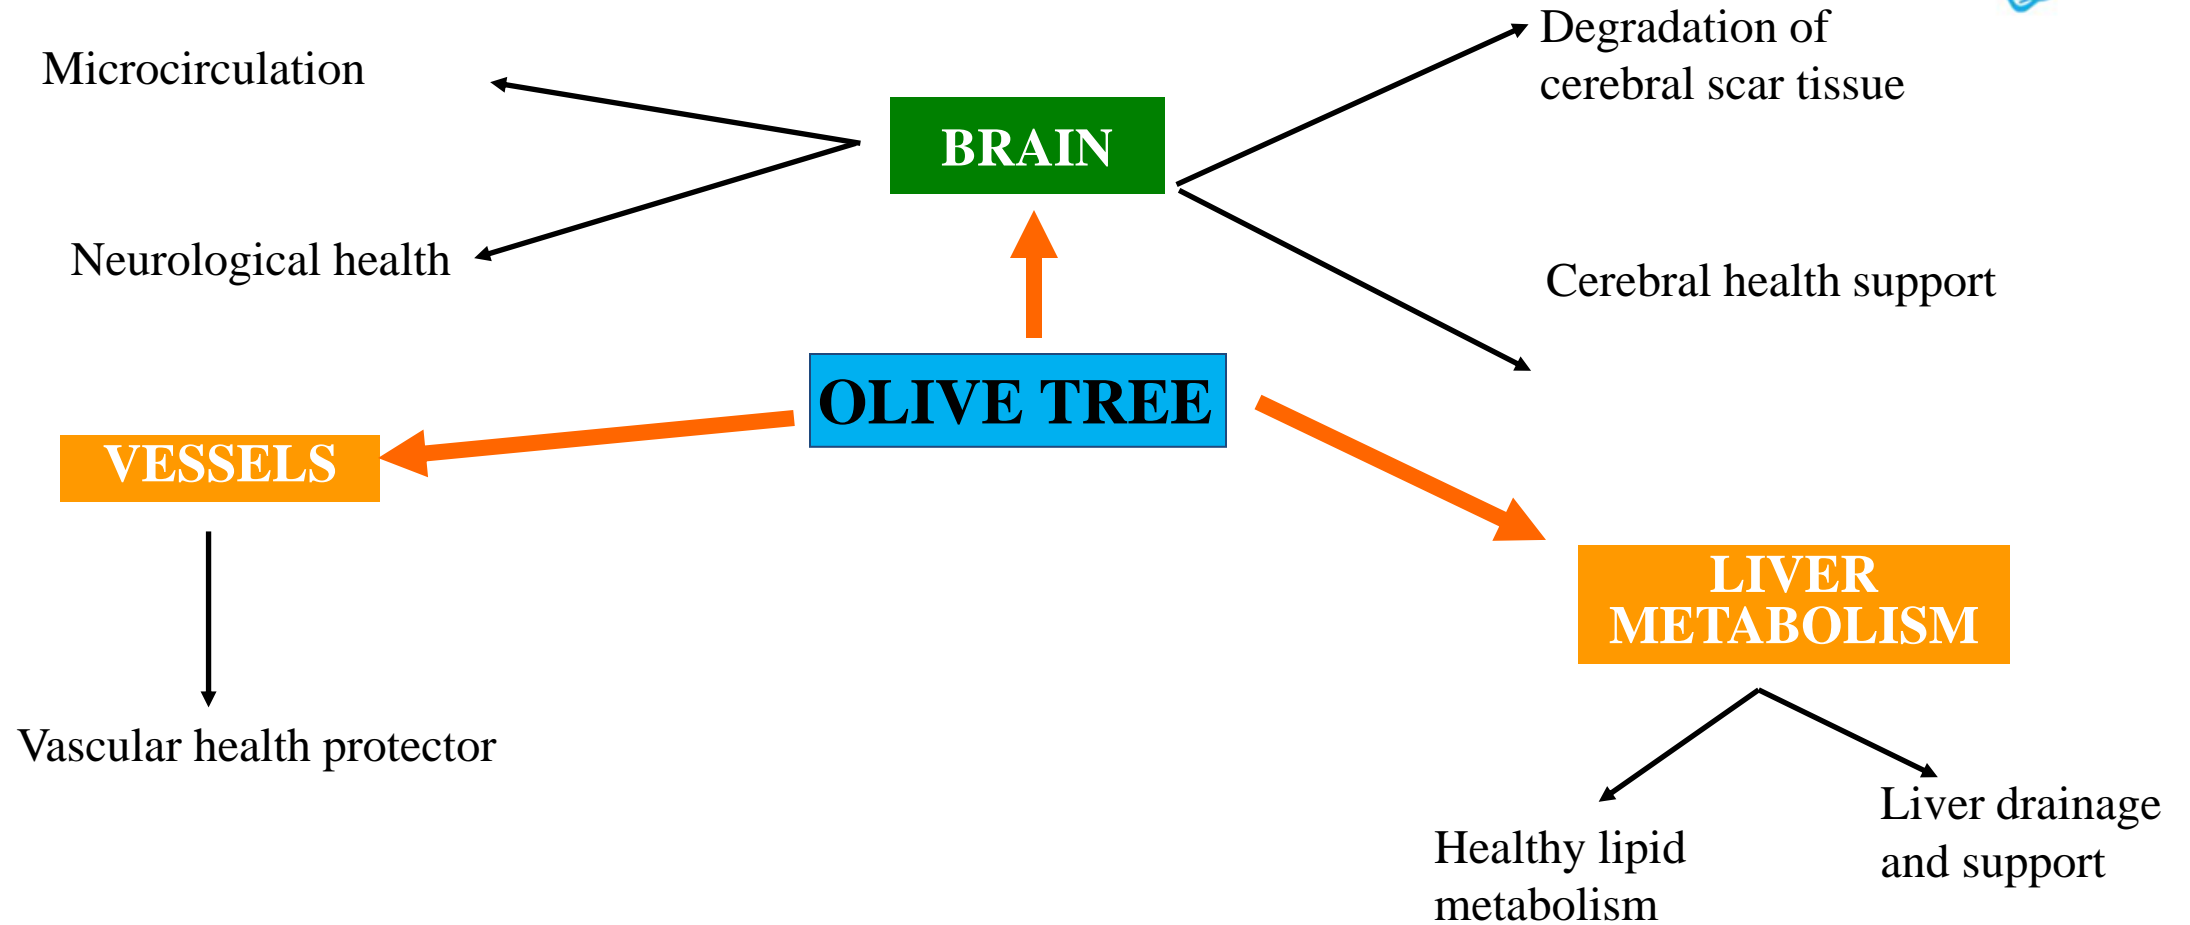 Degradation of
cerebral scar tissue
Microcirculation
BRAIN
Neurological health
Cerebral health support
OLIVE TREE
VESSELS
LIVER
METABOLISM
Vascular health protector
Liver drainage
and support
Healthy lipid
metabolism